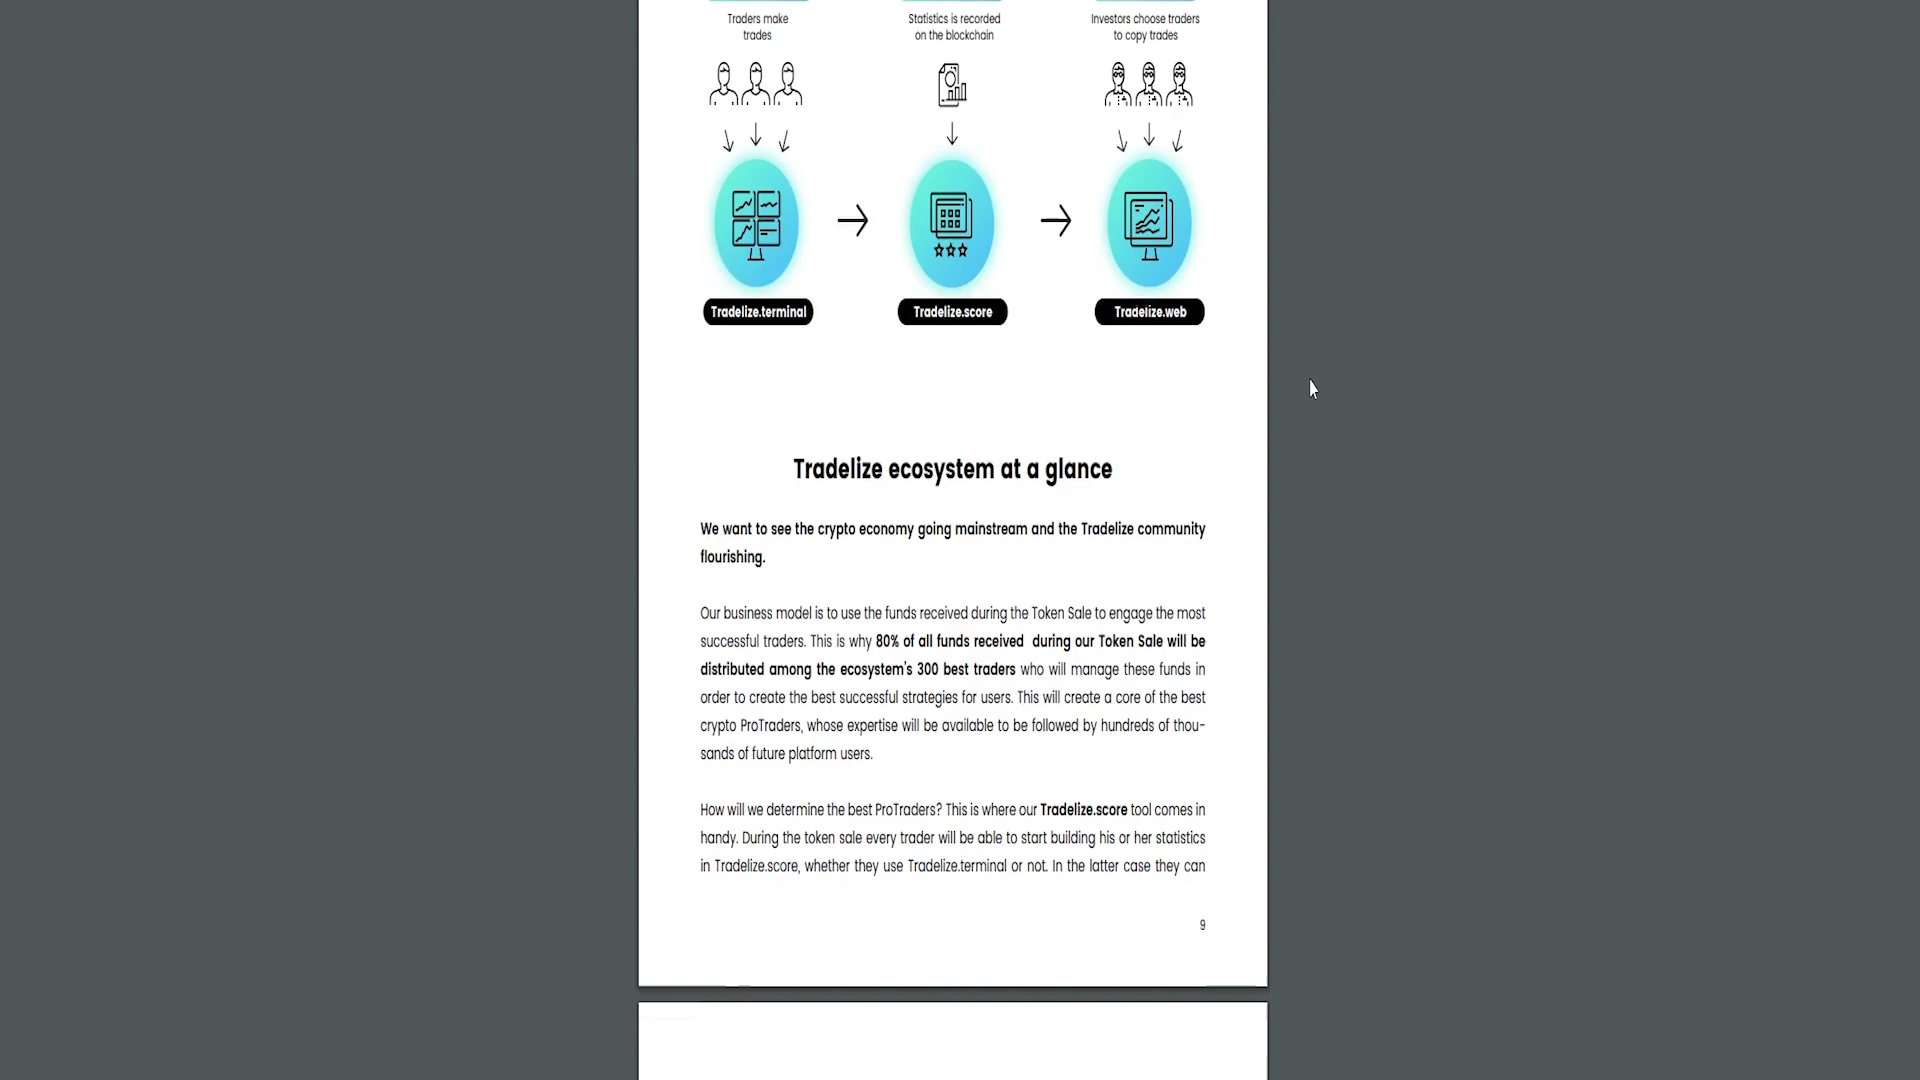 Traders make
trades
Statistics is recorded
on the blockchain
Investors choose traders
to copy trades
Tradelize.terminal
Tradelize.score
Tradelize.web
Tradelize ecosystem at a glance
We want to see the crypto economy going mainstream and the Tradelize community
flourishing.
Our business model is to use the funds received during the Token Sale to engage the most
successful traders. This is why 80% of all funds received during our Token Sale will be
distributed among the ecosystem's 300 best traders who will manage these funds in
order to create the best successful strategies for users. This will create a core of the best
crypto ProTraders, whose expertise will be available to be followed by hundreds of thou-
sands of future platform users.
How will we determine the best ProTraders? This is where our Tradelize.score tool comes in
handy. During the token sale every trader will be able to start building his or her statistics
in Tradelize.score, whether they use Tradelize.terminal or not. In the latter case they can
9